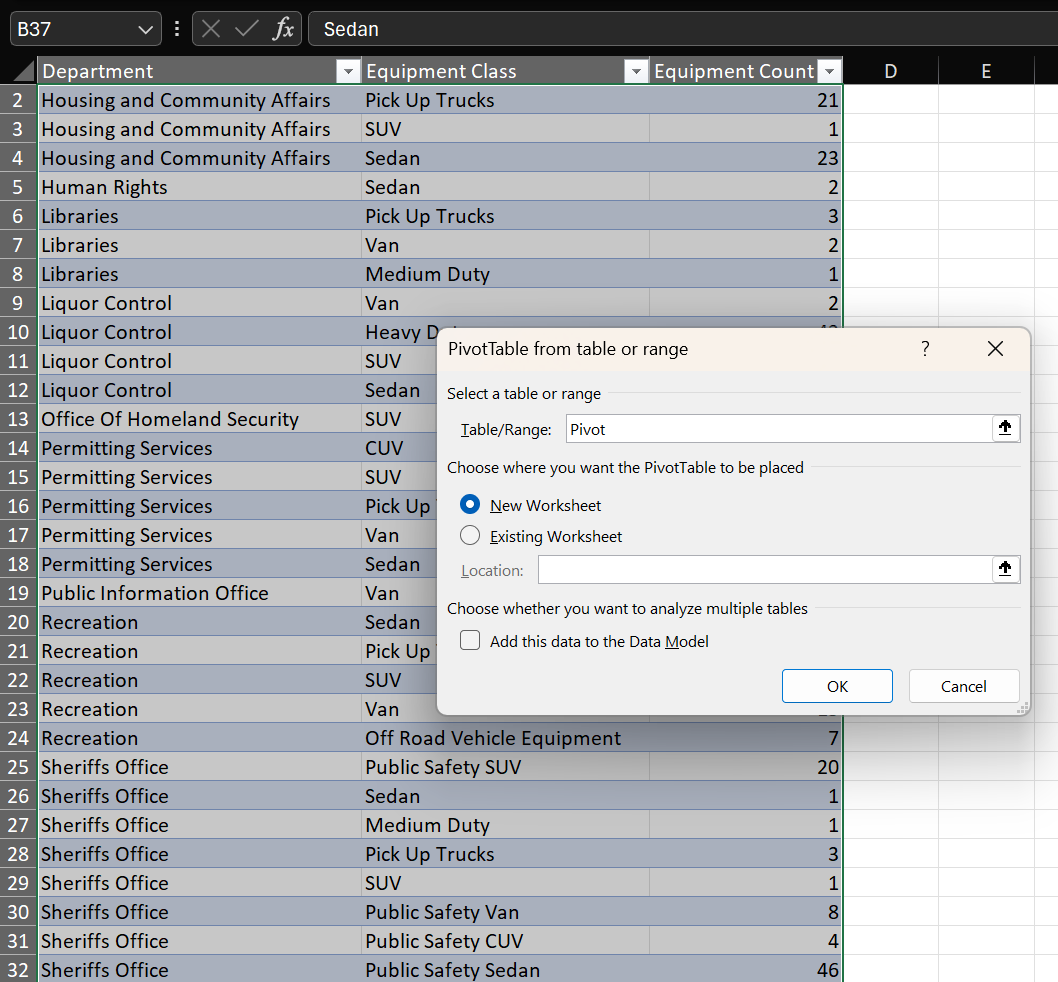 B37 fx Sedan
Department Equipment Class Equipment Count D E
2 Housing and Community Affairs Pick Up Trucks 21
3 Housing and Community Affairs SUV 1
4 Housing and Community Affairs Sedan 23
5 Human Rights Sedan 2
6 Libraries Pick Up Trucks 3
7 Libraries Van 2
8 Libraries Medium Duty 1
9 Liquor Control Van 2
10 Liquor Control Heavy
11 Liquor Control SUV
12 Liquor Control Sedan
13 Office Of Homeland Security SUV
14 Permitting Services CUV
15 Permitting Services SUV
16 Permitting Services Pick Up
17 Permitting Services Van
18 Permitting Services Sedan
19 Public Information Office Van
20 Recreation Sedan
21 Recreation Pick Up
22 Recreation SUV
23 Recreation Van
24 Recreation Off Road Vehicle Equipment 7
25 Sheriffs Office Public Safety SUV 20
26 Sheriffs Office Sedan 1
27 Sheriffs Office Medium Duty 1
28 Sheriffs Office Pick Up Trucks 3
29 Sheriffs Office SUV 1
30 Sheriffs Office Public Safety Van 8
31 Sheriffs Office Public Safety CUV 4
32 Sheriffs Office Public Safety Sedan 46
PivotTable from table or range ?
Select a table or range
Table/Range: Pivot
Choose where you want the PivotTable to be placed
New Worksheet
Existing Worksheet
Location:
Choose whether you want to analyze multiple tables
Add this data to the Data Model
OK Cancel